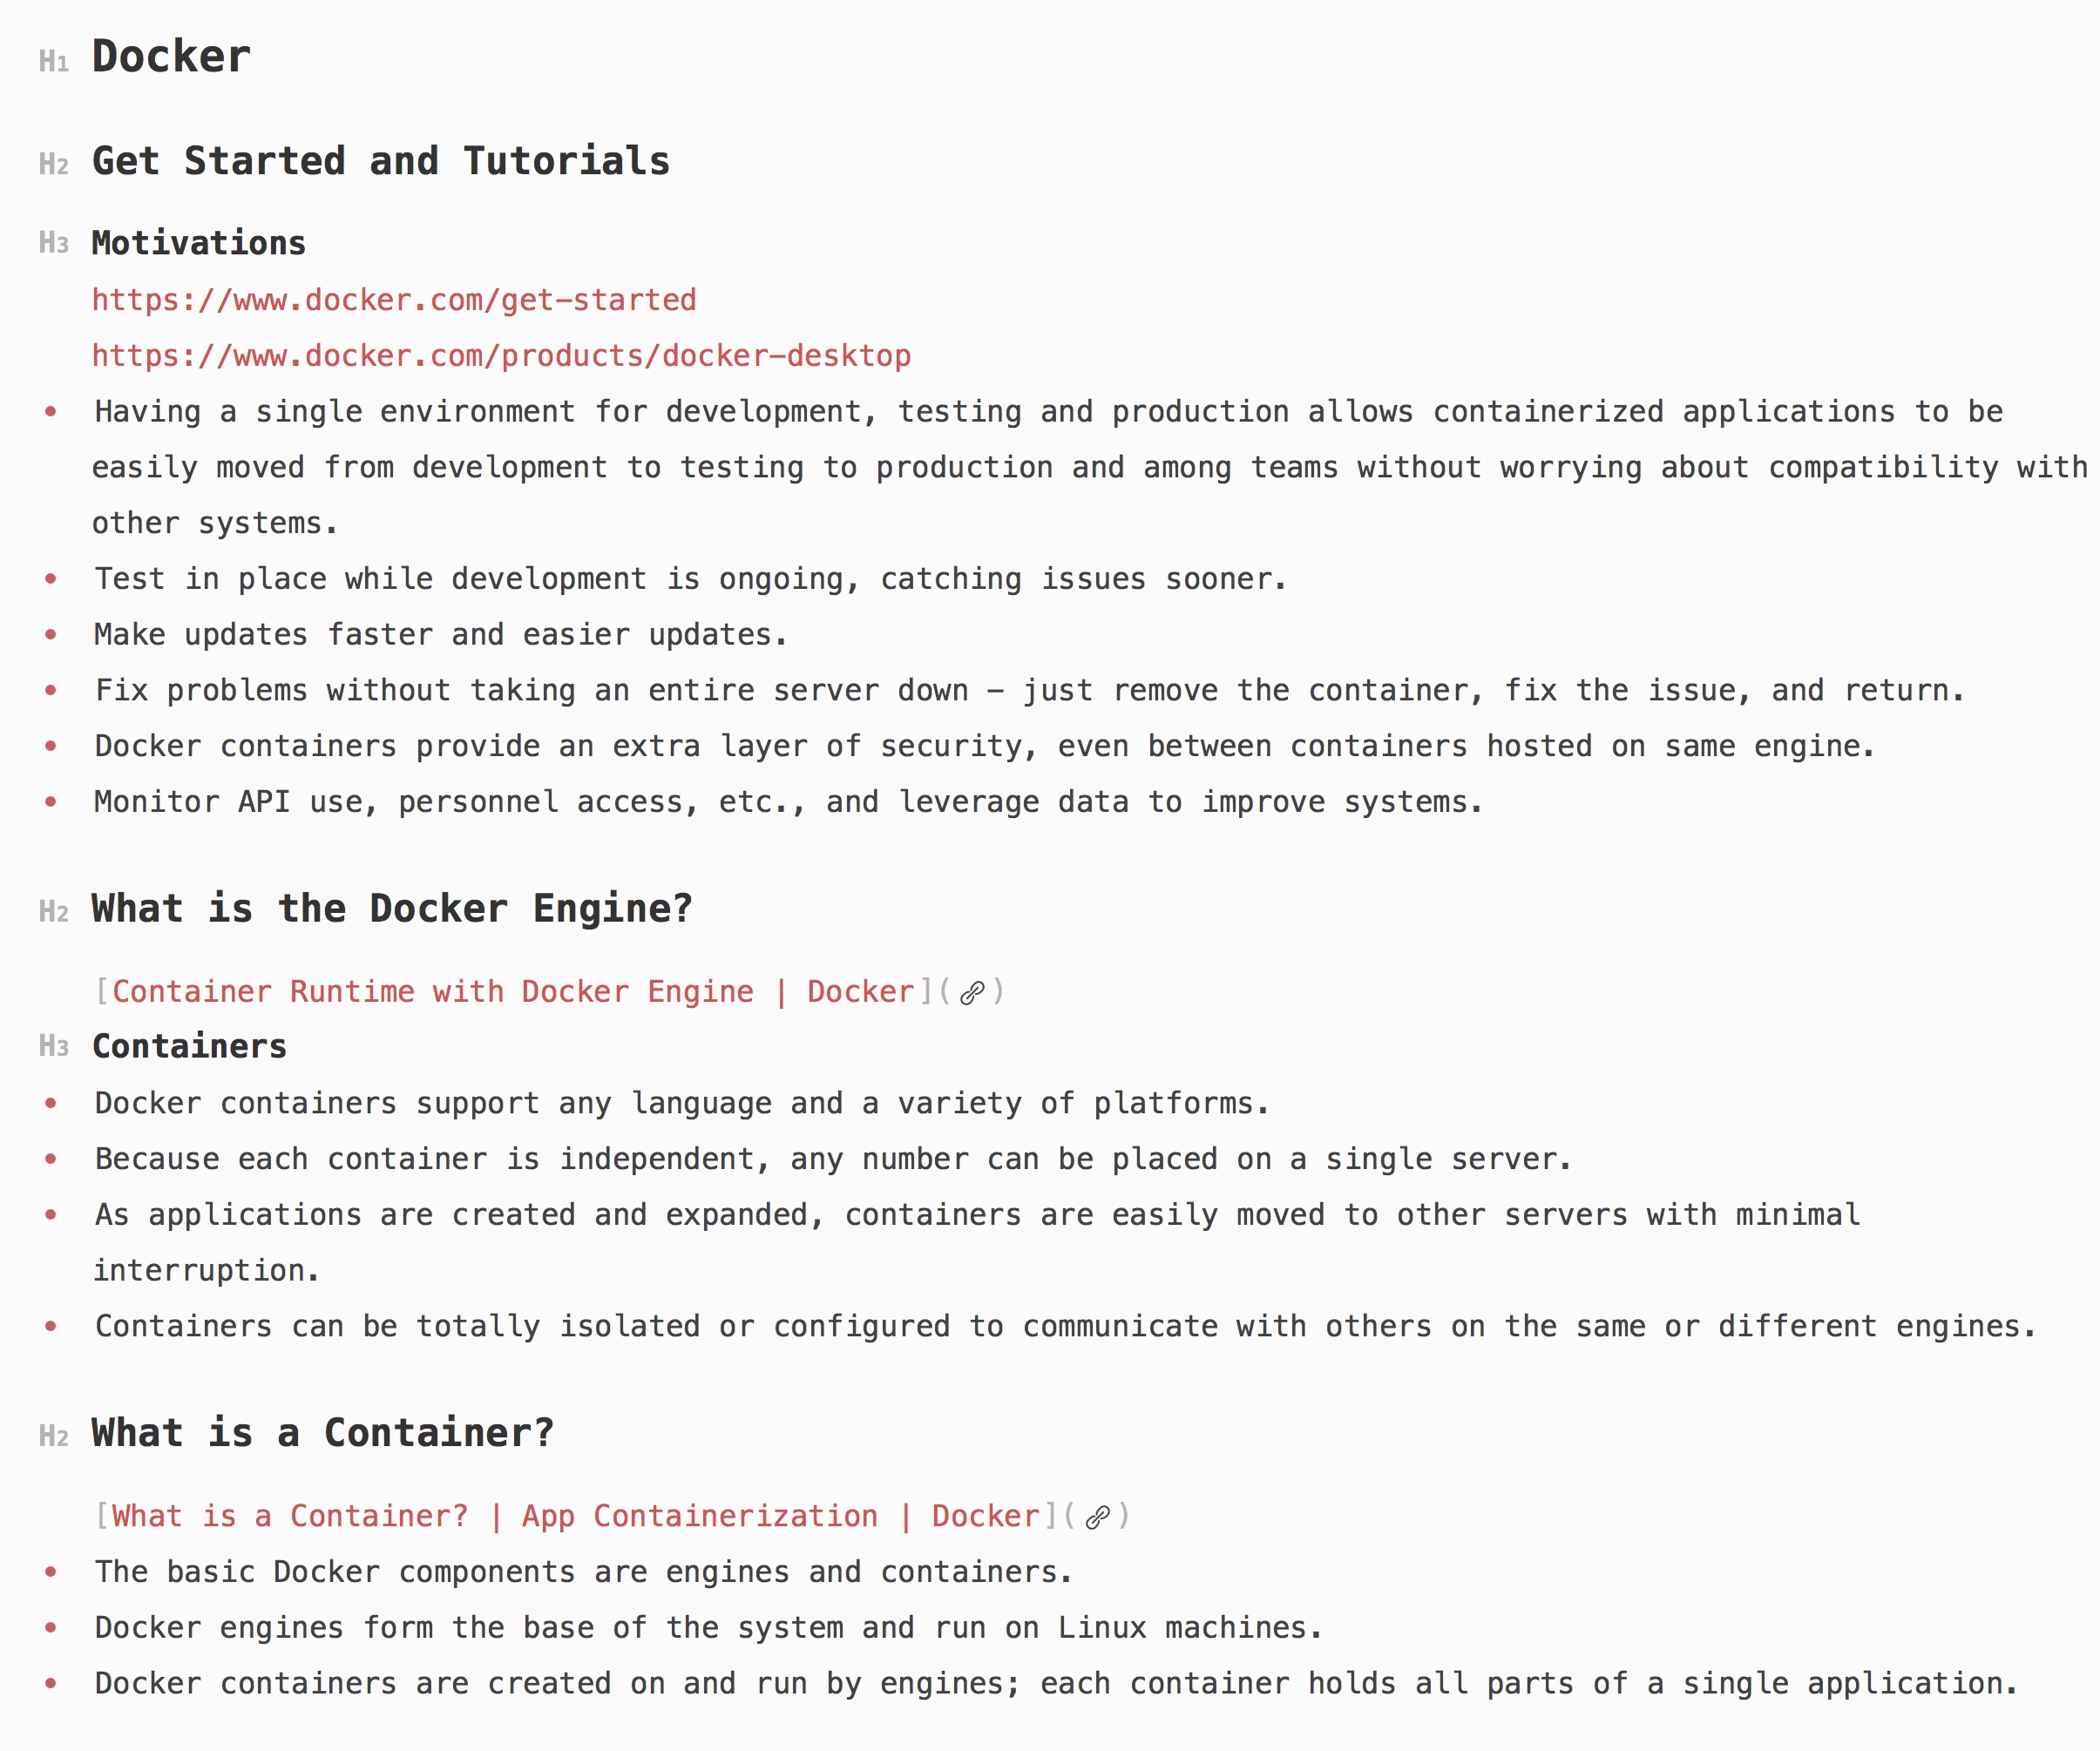 H1 Docker
H2 Get Started and Tutorials
H3 Motivations
https://www.docker.com/get-started
https://www.docker.com/products/docker-desktop
• Having a single environment for development, testing and production allows containerized applications to be
easily moved from development to testing to production and among teams without worrying about compatibility with
other systems.
• Test in place while development is ongoing, catching issues sooner.
• Make updates faster and easier updates.
• Fix problems without taking an entire server down – just remove the container, fix the issue, and return.
• Docker containers provide an extra layer of security, even between containers hosted on same engine.
• Monitor API use, personnel access, etc., and leverage data to improve systems.
H2 What is the Docker Engine?
[Container Runtime with Docker Engine | Docker]()
H3 Containers
• Docker containers support any language and a variety of platforms.
• Because each container is independent, any number can be placed on a single server.
• As applications are created and expanded, containers are easily moved to other servers with minimal
interruption.
• Containers can be totally isolated or configured to communicate with others on the same or different engines.
H2 What is a Container?
[What is a Container? | App Containerization | Docker]()
• The basic Docker components are engines and containers.
• Docker engines form the base of the system and run on Linux machines.
• Docker containers are created on and run by engines; each container holds all parts of a single application.